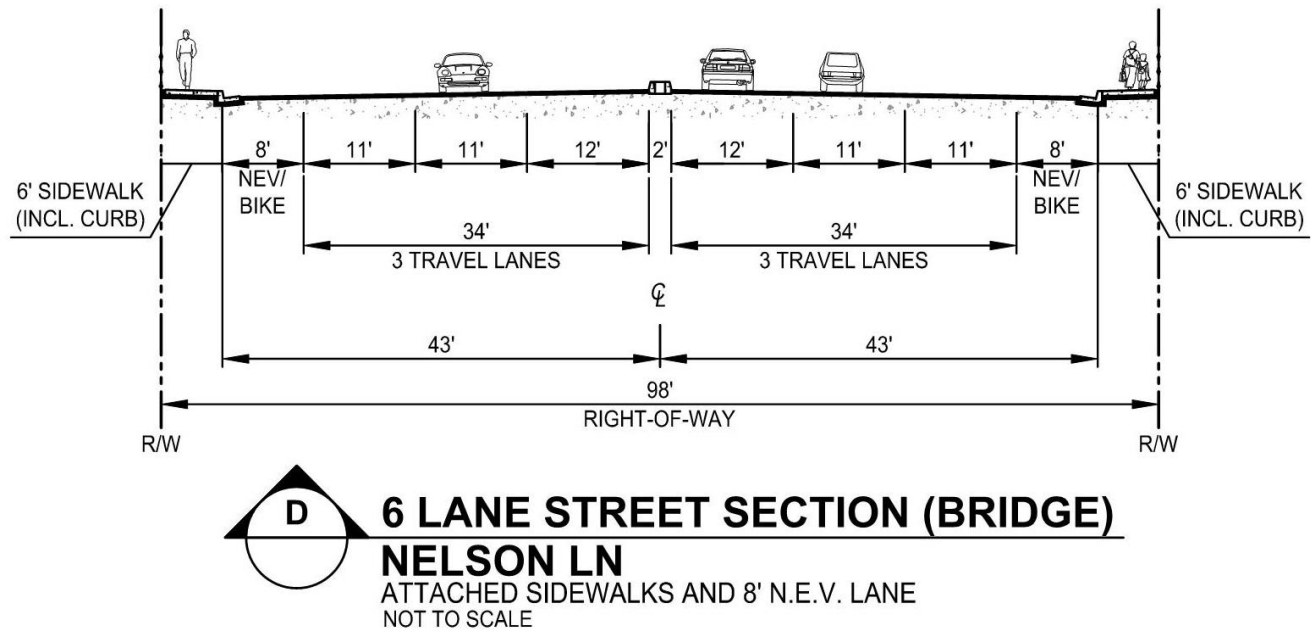 8' 11' 11' 12' 2' 12' 11' 11' 8'
NEV/
BIKE
NEV/
BIKE
6' SIDEWALK
(INCL. CURB)
6' SIDEWALK
(INCL. CURB)
34'
3 TRAVEL LANES
34'
3 TRAVEL LANES
℄
43' 43'
98'
RIGHT-OF-WAY
R/W R/W
D
6 LANE STREET SECTION (BRIDGE)
NELSON LN
ATTACHED SIDEWALKS AND 8' N.E.V. LANE
NOT TO SCALE